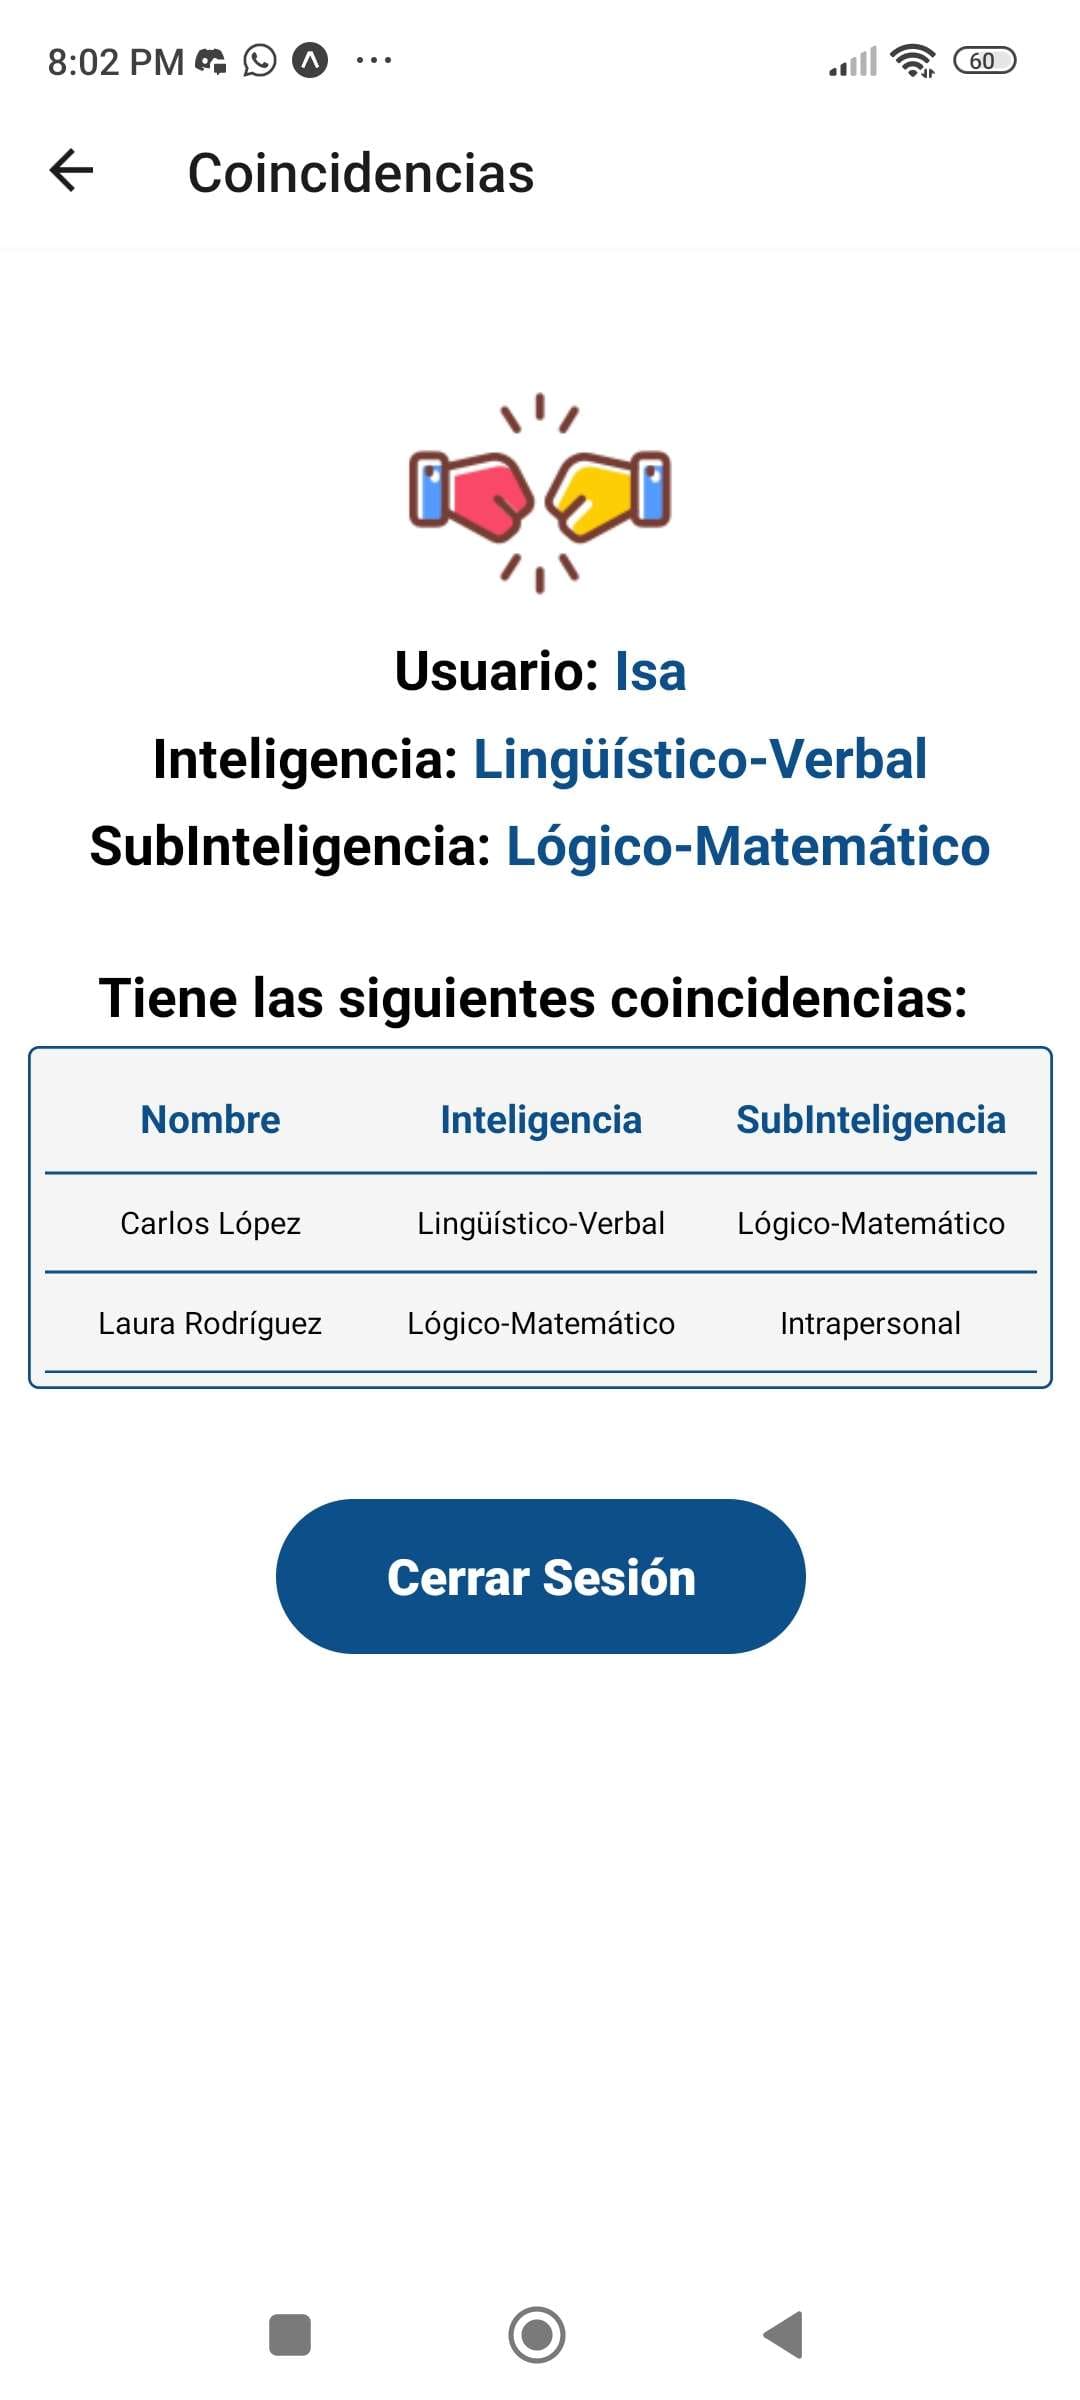 8:02 PM
60
Coincidencias
Usuario: Isa
Inteligencia: Lingüístico-Verbal
SubInteligencia: Lógico-Matemático
Tiene las siguientes coincidencias:
Nombre Inteligencia SubInteligencia
Carlos López Lingüístico-Verbal Lógico-Matemático
Laura Rodríguez Lógico-Matemático Intrapersonal
Cerrar Sesión